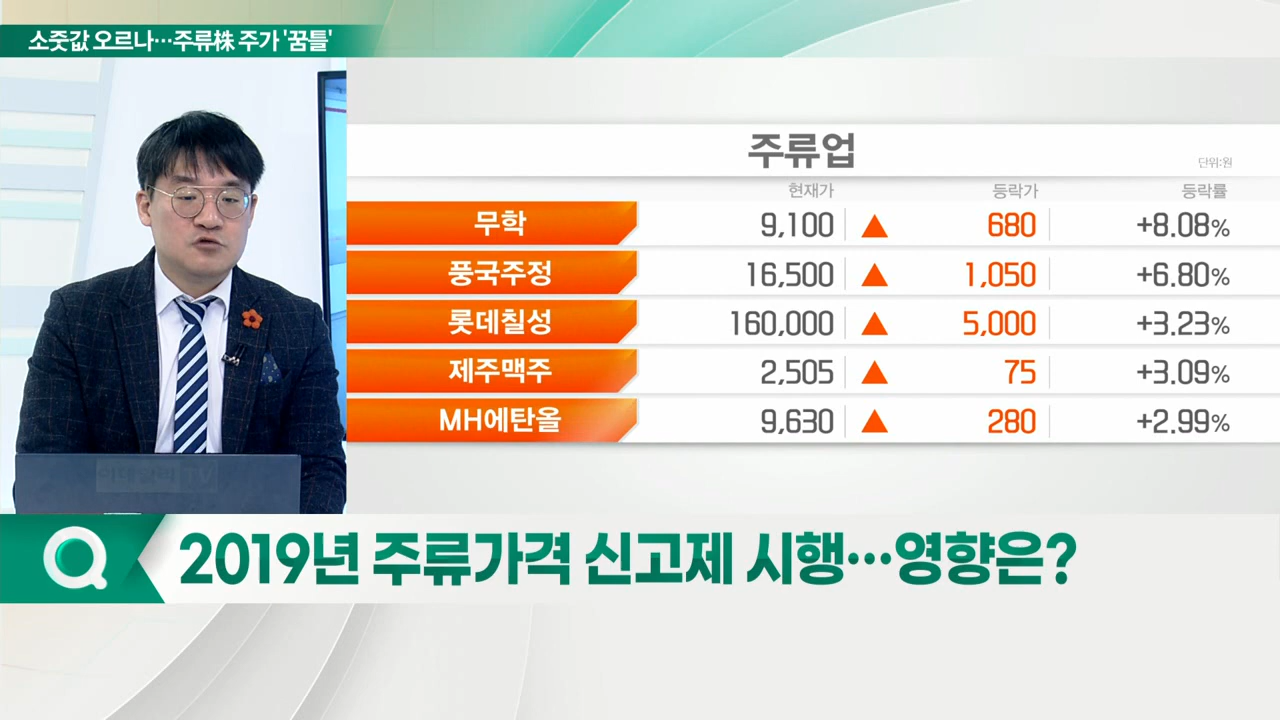 소줏값 오르나…주류株 주가 '꿈틀'
주류업
단위:원
현재가 등락가 등락률
무학 9,100 ▲ 680 +8.08%
풍국주정 16,500 ▲ 1,050 +6.80%
롯데칠성 160,000 ▲ 5,000 +3.23%
제주맥주 2,505 ▲ 75 +3.09%
MH에탄올 9,630 ▲ 280 +2.99%
Q 2019년 주류가격 신고제 시행…영향은?